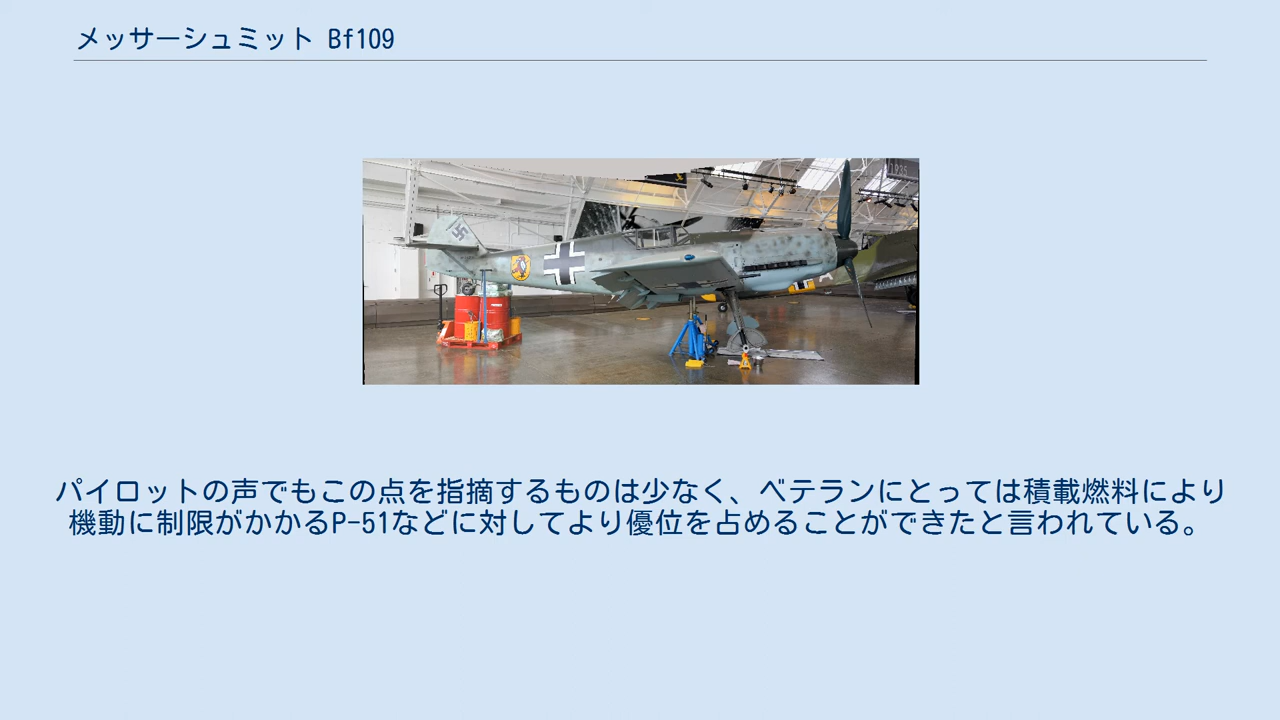 メッサーシュミット Bf109
パイロットの声でもこの点を指摘するものは少なく、ベテランにとっては積載燃料により
機動に制限がかかるP-51などに対してより優位を占めることができたと言われている。